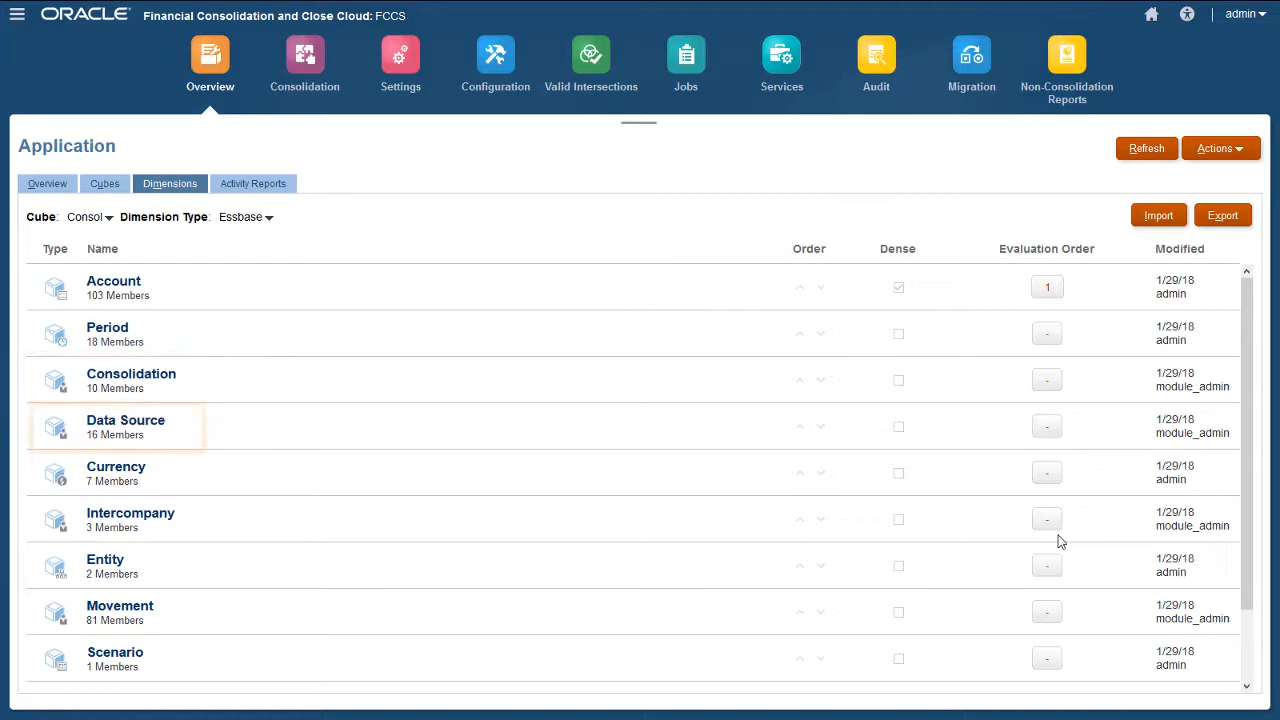 ORACLE Financial Consolidation and Close Cloud: FCCS admin
Overview Consolidation Settings Configuration Valid Intersections Jobs Services Audit Migration Non-Consolidation Reports
Application
Refresh Actions
Overview Cubes Dimensions Activity Reports
Cube: Consol Dimension Type: Essbase Import Export
Type Name Order Dense Evaluation Order Modified
Account 1 1/29/18
103 Members admin
Period - 1/29/18
18 Members admin
Consolidation - 1/29/18
10 Members module_admin
Data Source - 1/29/18
16 Members module_admin
Currency - 1/29/18
7 Members admin
Intercompany - 1/29/18
3 Members module_admin
Entity - 1/29/18
2 Members admin
Movement - 1/29/18
81 Members module_admin
Scenario - 1/29/18
1 Members admin